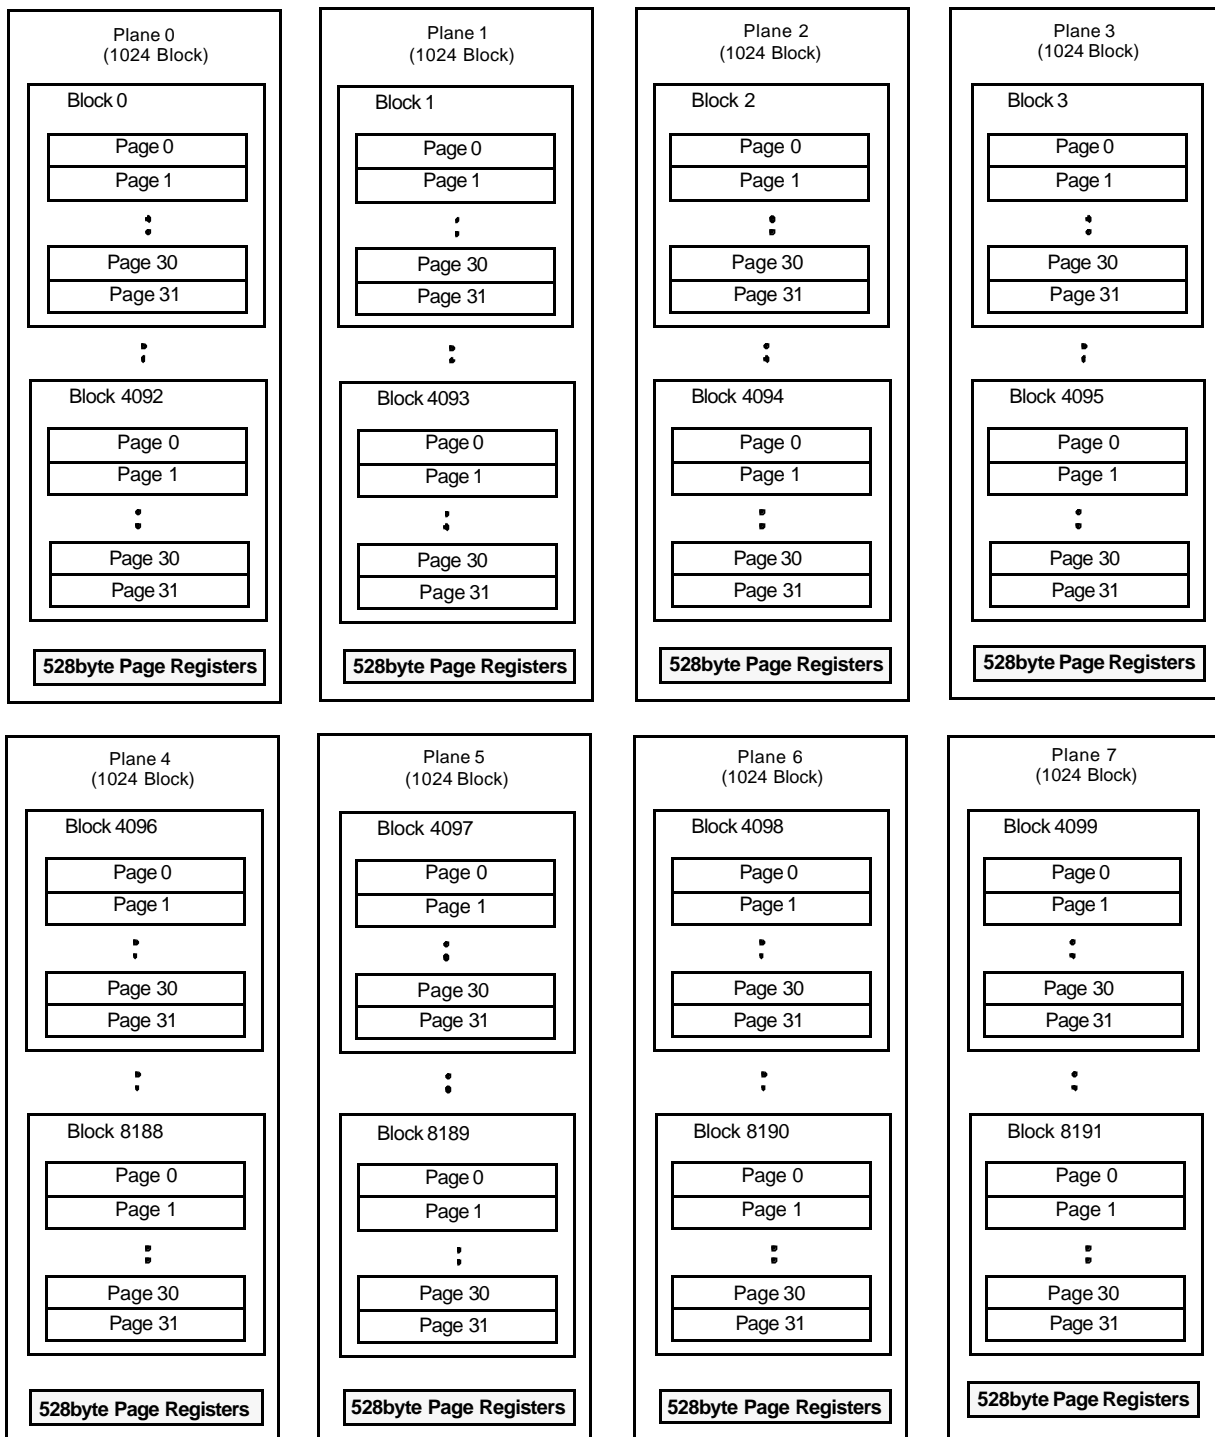 Plane 0
(1024 Block)
Block 0
Page 0
Page 1
Page 30
Page 31
Block 4092
Page 0
Page 1
Page 30
Page 31
528byte Page Registers
Plane 1
(1024 Block)
Block 1
Page 0
Page 1
Page 30
Page 31
Block 4093
Page 0
Page 1
Page 30
Page 31
528byte Page Registers
Plane 2
(1024 Block)
Block 2
Page 0
Page 1
Page 30
Page 31
Block 4094
Page 0
Page 1
Page 30
Page 31
528byte Page Registers
Plane 3
(1024 Block)
Block 3
Page 0
Page 1
Page 30
Page 31
Block 4095
Page 0
Page 1
Page 30
Page 31
528byte Page Registers
Plane 4
(1024 Block)
Block 4096
Page 0
Page 1
Page 30
Page 31
Block 8188
Page 0
Page 1
Page 30
Page 31
528byte Page Registers
Plane 5
(1024 Block)
Block 4097
Page 0
Page 1
Page 30
Page 31
Block 8189
Page 0
Page 1
Page 30
Page 31
528byte Page Registers
Plane 6
(1024 Block)
Block 4098
Page 0
Page 1
Page 30
Page 31
Block 8190
Page 0
Page 1
Page 30
Page 31
528byte Page Registers
Plane 7
(1024 Block)
Block 4099
Page 0
Page 1
Page 30
Page 31
Block 8191
Page 0
Page 1
Page 30
Page 31
528byte Page Registers